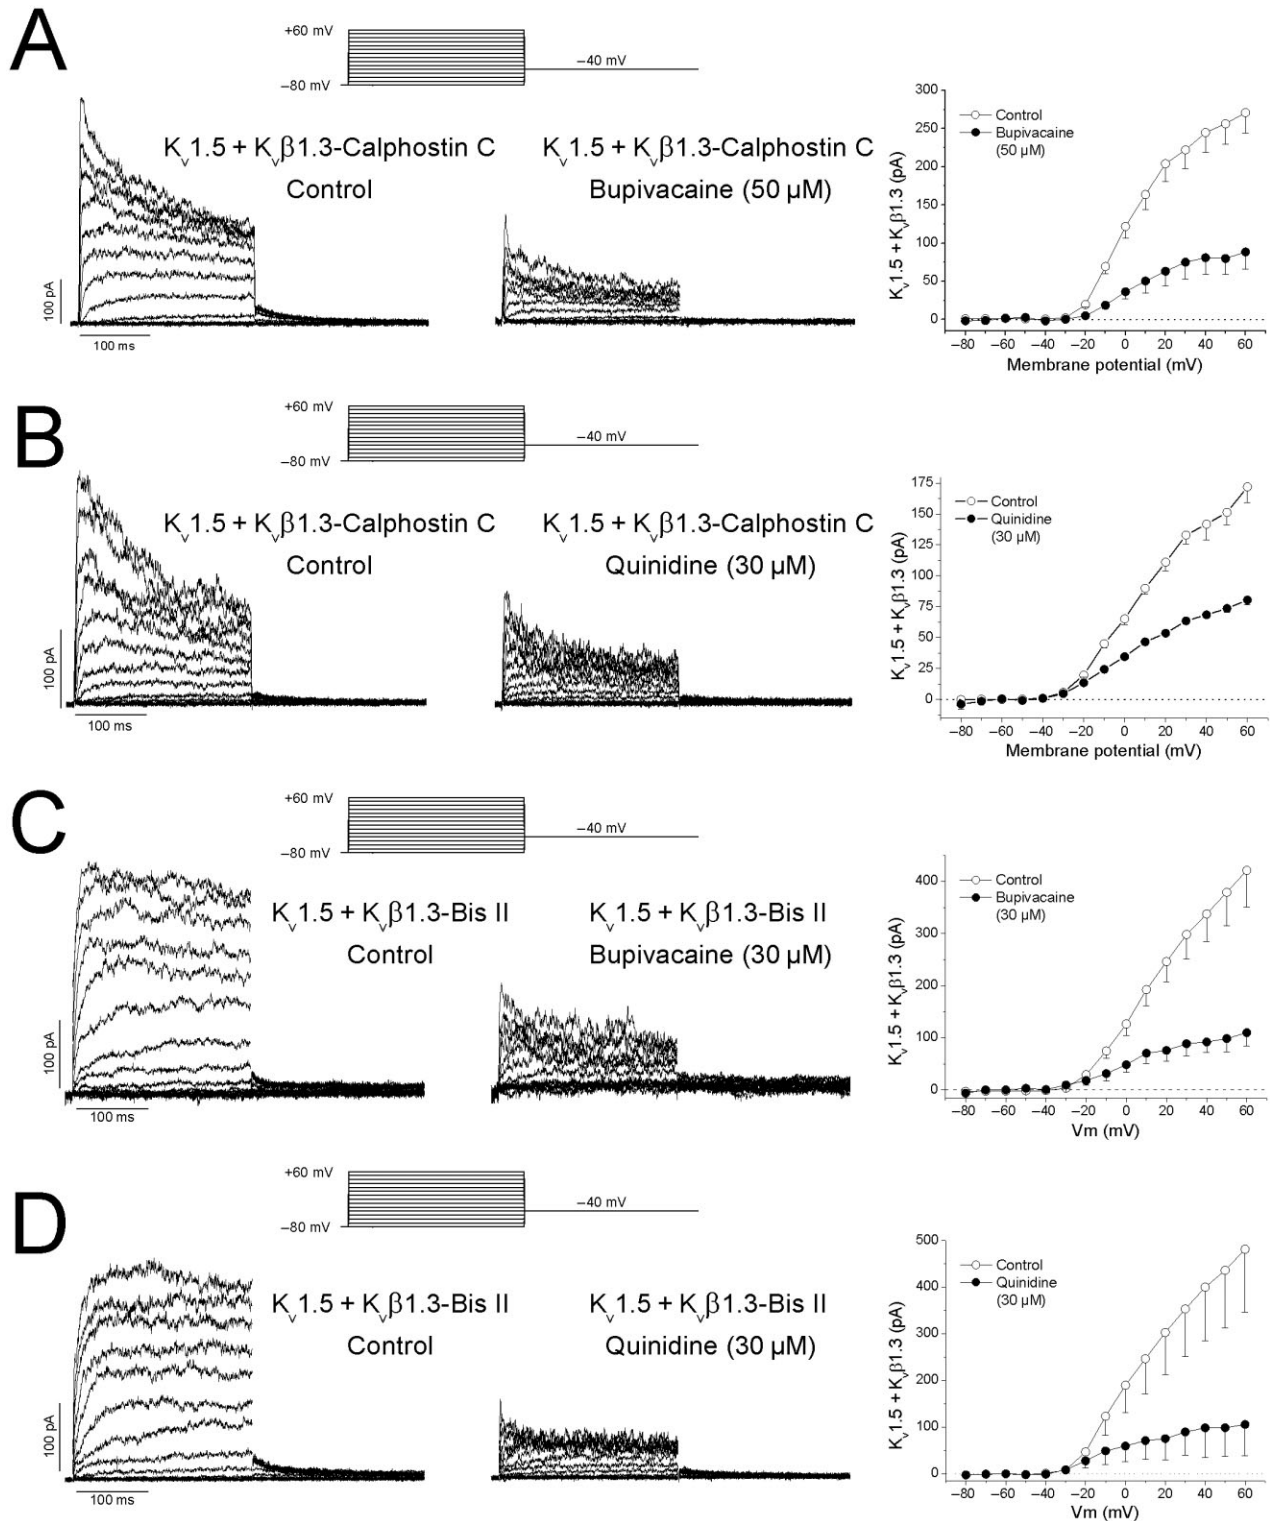 A
+60 mV
−40 mV
−80 mV
Kv1.5 + Kvβ1.3-Calphostin C
Control
Kv1.5 + Kvβ1.3-Calphostin C
Bupivacaine (50 µM)
100 pA
100 ms
Kv1.5 + Kvβ1.3 (pA)
300
250
200
150
100
50
0
Control
Bupivacaine
(50 µM)
−80 −60 −40 −20 0 20 40 60
Membrane potential (mV)
B
+60 mV
−40 mV
−80 mV
Kv1.5 + Kvβ1.3-Calphostin C
Control
Kv1.5 + Kvβ1.3-Calphostin C
Quinidine (30 µM)
100 pA
100 ms
Kv1.5 + Kvβ1.3 (pA)
175
150
125
100
75
50
25
0
Control
Quinidine
(30 µM)
−80 −60 −40 −20 0 20 40 60
Membrane potential (mV)
C
+60 mV
−40 mV
−80 mV
Kv1.5 + Kvβ1.3-Bis II
Control
Kv1.5 + Kvβ1.3-Bis II
Bupivacaine (30 µM)
100 pA
100 ms
Kv1.5 + Kvβ1.3 (pA)
400
300
200
100
0
Control
Bupivacaine
(30 µM)
−80 −60 −40 −20 0 20 40 60
Vm (mV)
D
+60 mV
−40 mV
−80 mV
Kv1.5 + Kvβ1.3-Bis II
Control
Kv1.5 + Kvβ1.3-Bis II
Quinidine (30 µM)
100 pA
100 ms
Kv1.5 + Kvβ1.3 (pA)
500
400
300
200
100
0
Control
Quinidine
(30 µM)
−80 −60 −40 −20 0 20 40 60
Vm (mV)